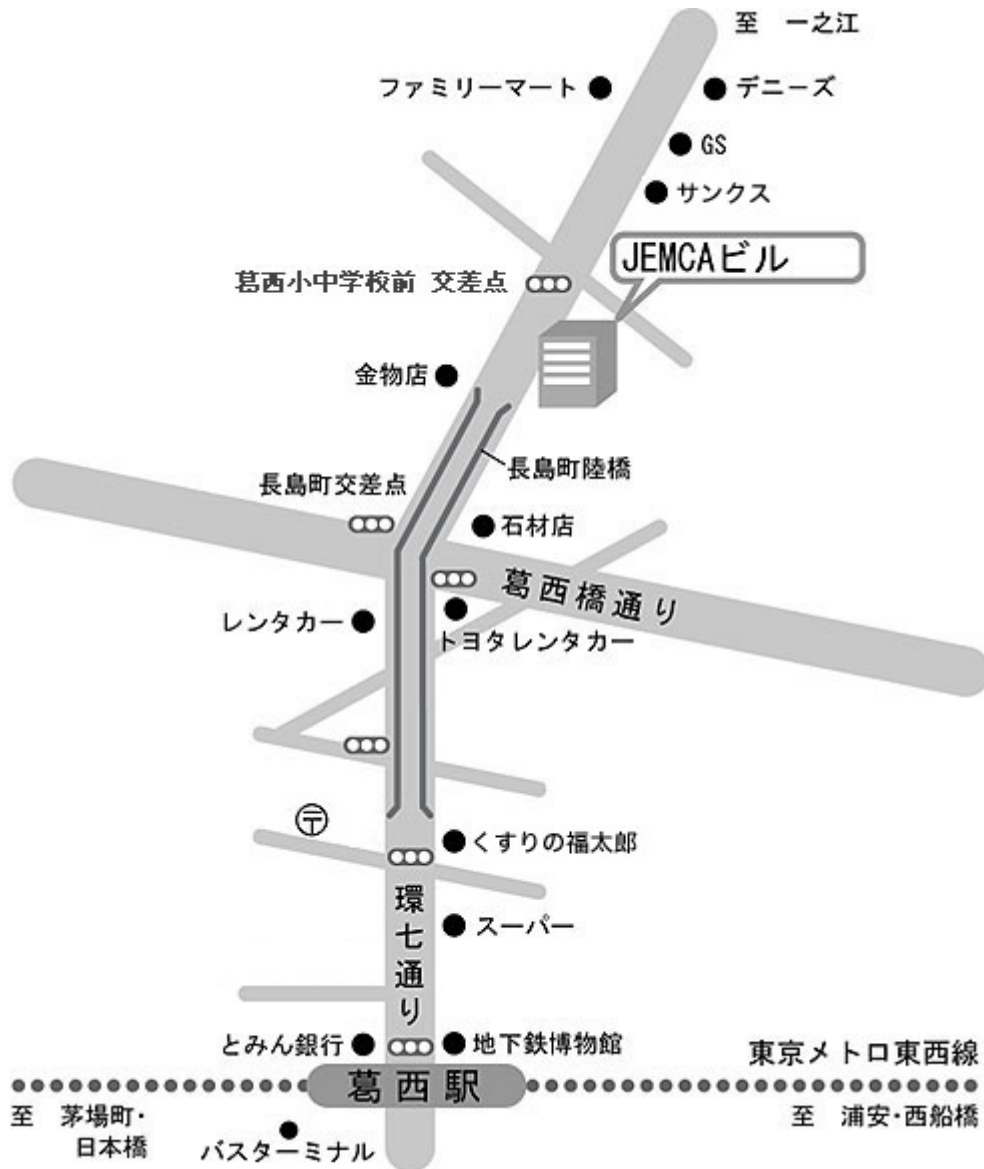 至 一之江
ファミリーマート
デニーズ
GS
サンクス
JEMCAビル
葛西小中学校前 交差点
金物店
長島町陸橋
長島町交差点
石材店
葛西橋通り
レンタカー
トヨタレンタカー
〒
くすりの福太郎
環七通り
スーパー
とみん銀行
地下鉄博物館
東京メトロ東西線
葛西駅
至 茅場町・
日本橋
至 浦安・西船橋
バスターミナル